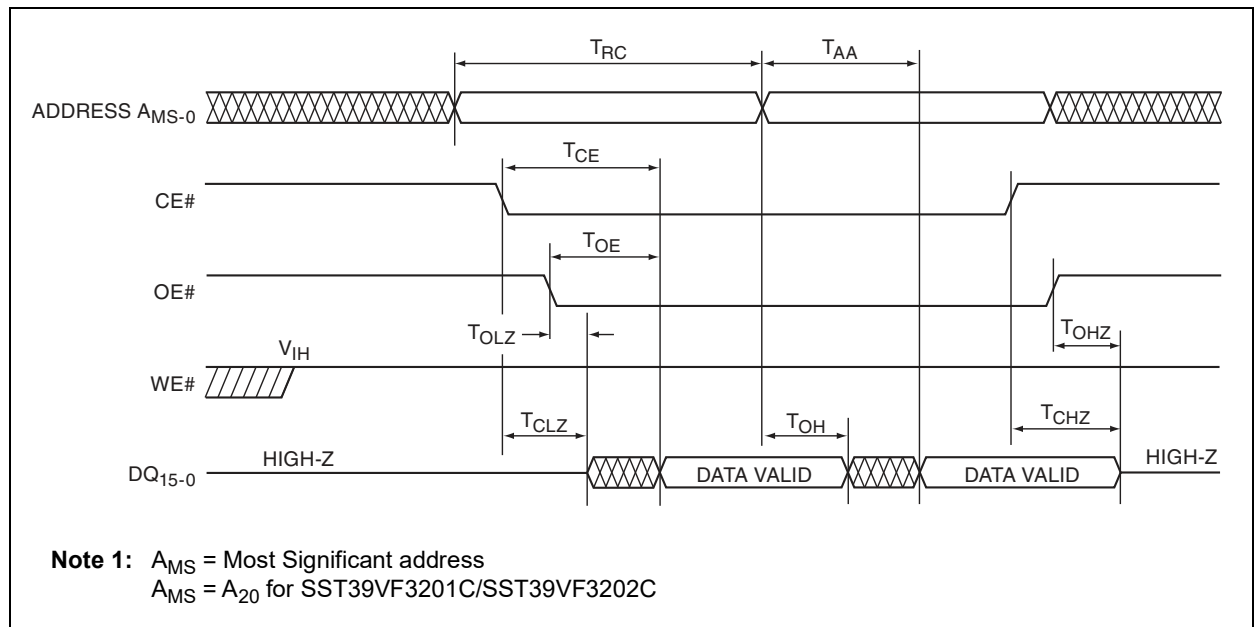 TRC
TAA
ADDRESS AMS-0
TCE
CE#
TOE
OE#
TOLZ
TOHZ
VIH
WE#
TCLZ
TOH
TCHZ
HIGH-Z
DATA VALID
DATA VALID
HIGH-Z
DQ15-0
Note 1: AMS = Most Significant address
AMS = A20 for SST39VF3201C/SST39VF3202C